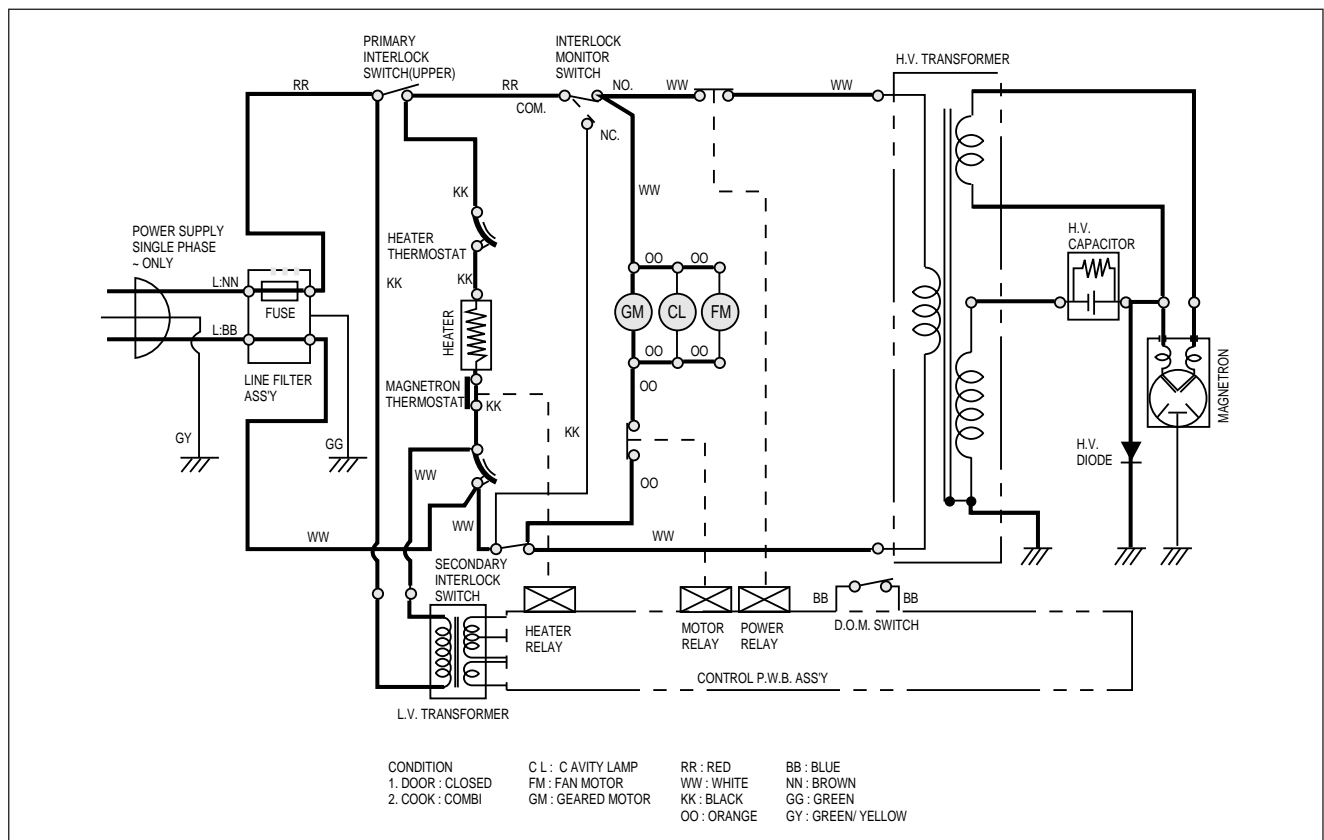 PRIMARY
INTERLOCK
SWITCH(UPPER)
INTERLOCK
MONITOR
SWITCH
H.V. TRANSFORMER
RR
RR
COM.
NO.
WW
WW
NC.
KK
WW
POWER SUPPLY
SINGLE PHASE
~ ONLY
HEATER
THERMOSTAT
H.V.
CAPACITOR
L:NN
FUSE
KK
KK
OO
OO
GM
CL
FM
L:BB
HEATER
OO
OO
LINE FILTER
ASS'Y
MAGNETRON
THERMOSTAT
KK
OO
MAGNETRON
GY
GG
KK
WW
OO
H.V.
DIODE
WW
WW
WW
SECONDARY
INTERLOCK
SWITCH
BB
BB
HEATER
RELAY
MOTOR
RELAY
POWER
RELAY
D.O.M. SWITCH
CONTROL P.W.B. ASS'Y
L.V. TRANSFORMER
CONDITION
1. DOOR : CLOSED
2. COOK : COMBI
C L : C AVITY LAMP
FM : FAN MOTOR
GM : GEARED MOTOR
RR : RED
WW : WHITE
KK : BLACK
OO : ORANGE
BB : BLUE
NN : BROWN
GG : GREEN
GY : GREEN/ YELLOW